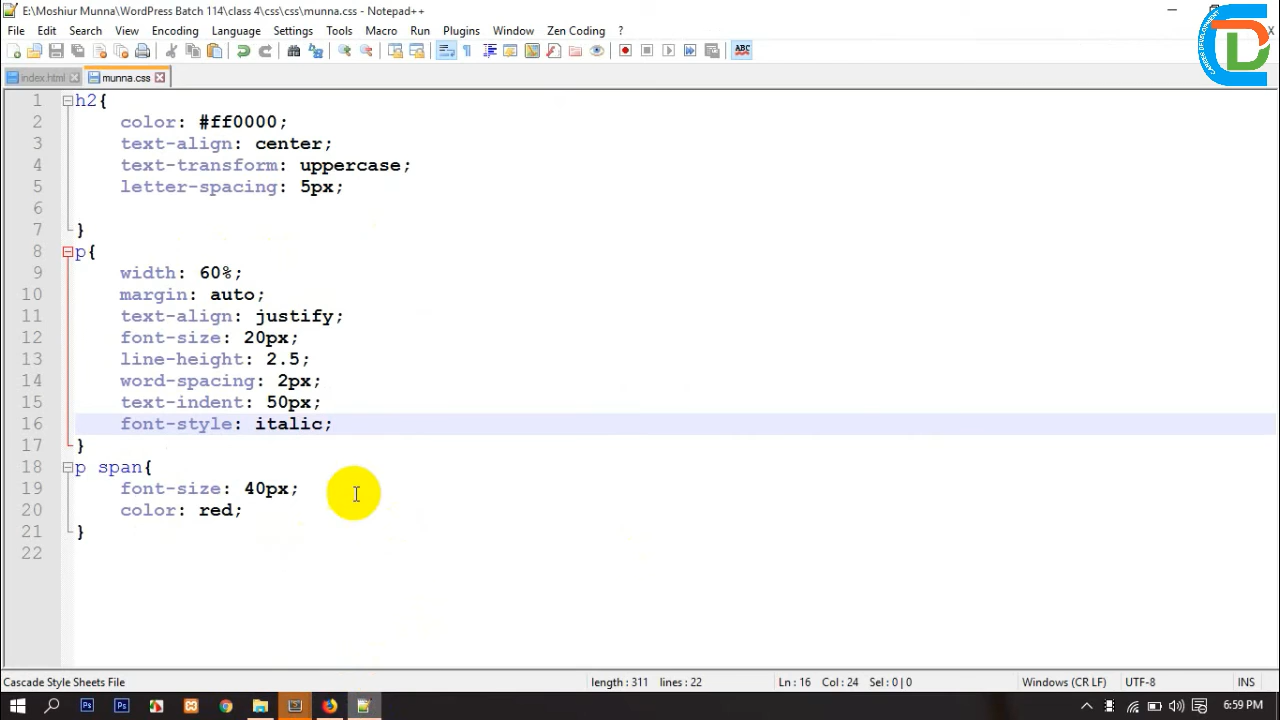 E:\Moshiur Munna\WordPress Batch 114\class 4\css\css\munna.css - Notepad++
File Edit Search View Encoding Language Settings Tools Macro Run Plugins Window Zen Coding ?
index.html munna.css
1 h2{
2 color: #ff0000;
3 text-align: center;
4 text-transform: uppercase;
5 letter-spacing: 5px;
6
7 }
8 p{
9 width: 60%;
10 margin: auto;
11 text-align: justify;
12 font-size: 20px;
13 line-height: 2.5;
14 word-spacing: 2px;
15 text-indent: 50px;
16 font-style: italic;
17 }
18 p span{
19 font-size: 40px;
20 color: red;
21 }
22
Cascade Style Sheets File length : 311 lines : 22 Ln : 16 Col : 24 Sel : 0 | 0 Windows (CR LF) UTF-8 INS
6:59 PM